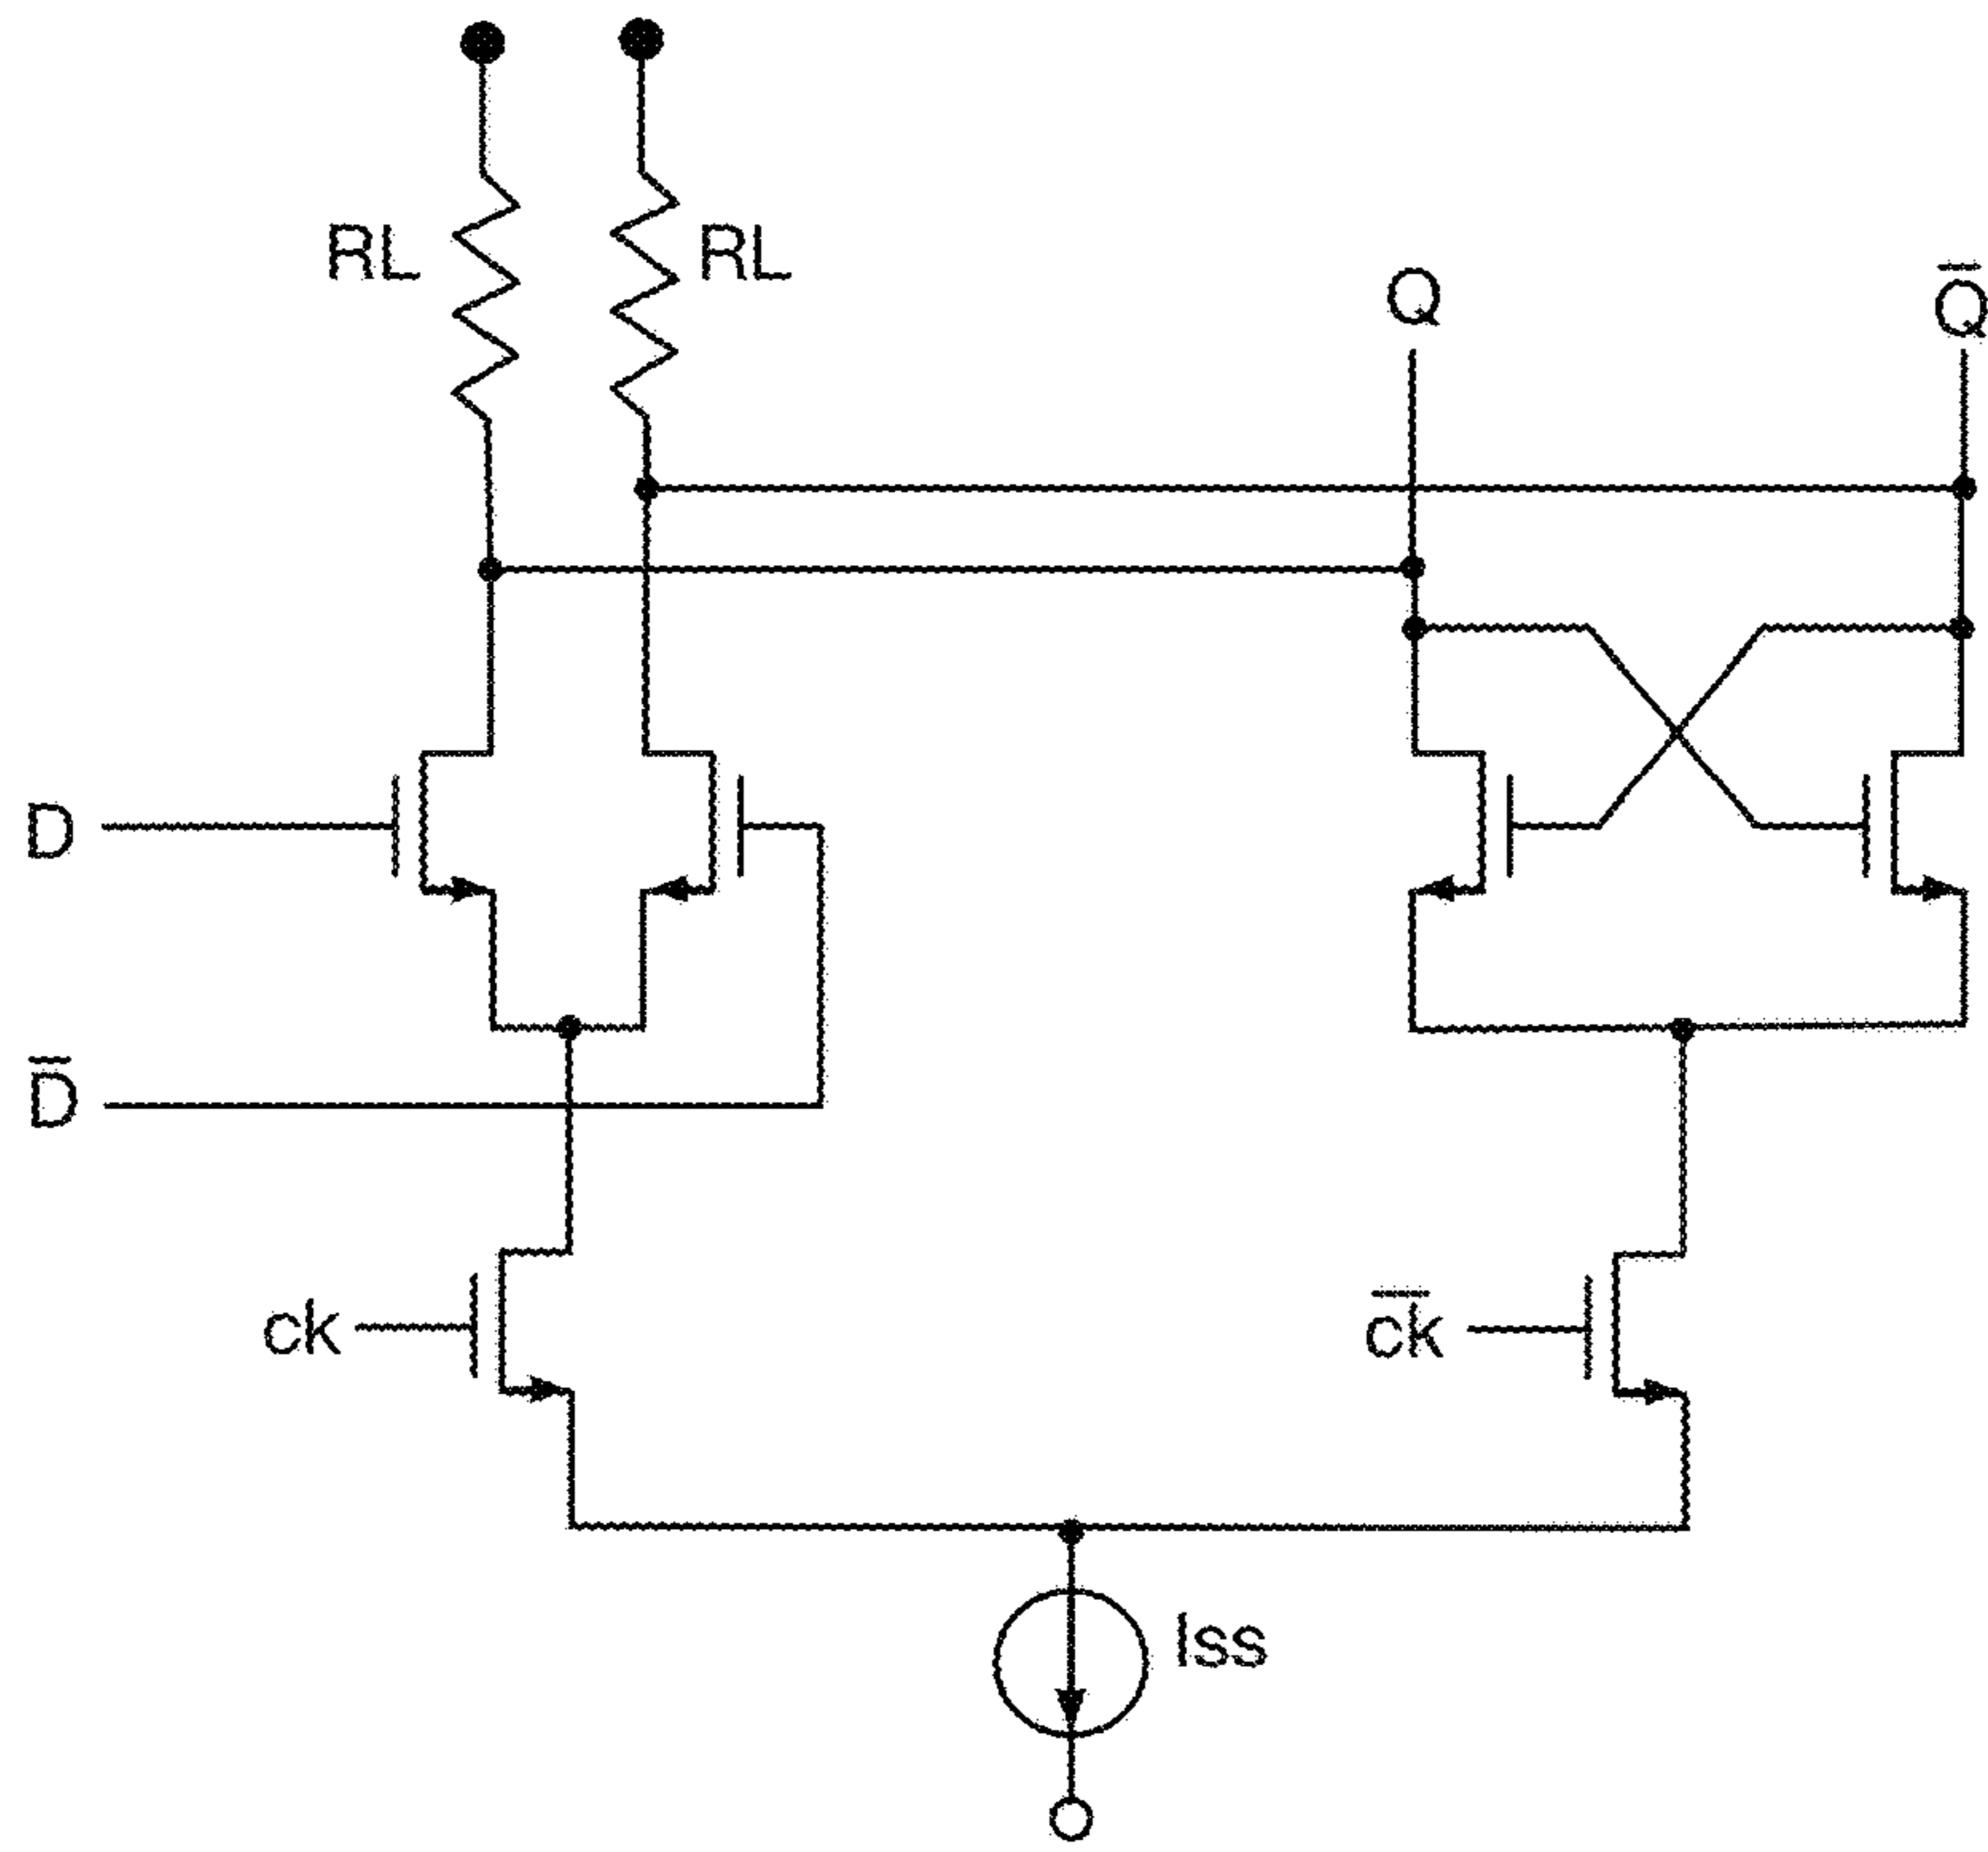 RL RL
Q Q̅
D
D̅
ck c̅k̅
Iss